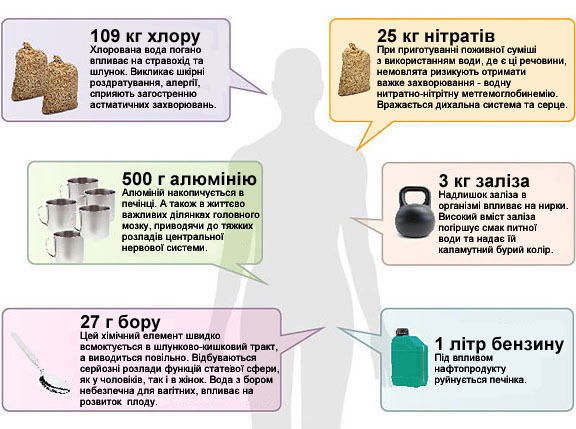 109 кг хлору
Хлорована вода погано
впливає на стравохід та
шлунок. Викликає шкірні
роздратування, алергії,
сприяють загостренню
астматичних захворювань.
25 кг нітратів
При приготуванні поживної суміші
з використанням води, де є ці речовини,
немовлята ризикують отримати
важке захворювання - водну
нитратно-нітрітну метгемоглобинемію.
Вражається дихальна система та серце.
500 г алюмінію
Алюміній накопичується в
печінці. А також в життєво
важливих ділянках головного
мозку, приводячи до тяжких
розладів центральної
нервової системи.
3 кг заліза
Надлишок заліза в
організмі впливає на нирки.
Високий вміст заліза
погіршує смак питної
води та надає їй
каламутний бурий колір.
27 г бору
Цей хімічний елемент швидко
всмоктується в шлунково-кишковий тракт,
а виводиться повільно. Відбуваються
серйозні розлади функцій статевої сфери,
як у чоловіків, так і в жінок. Вода з бором
небезпечна для вагітних, впливає на
розвиток плоду.
1 літр бензину
Під впливом
нафтопродукту
руйнується печінка.